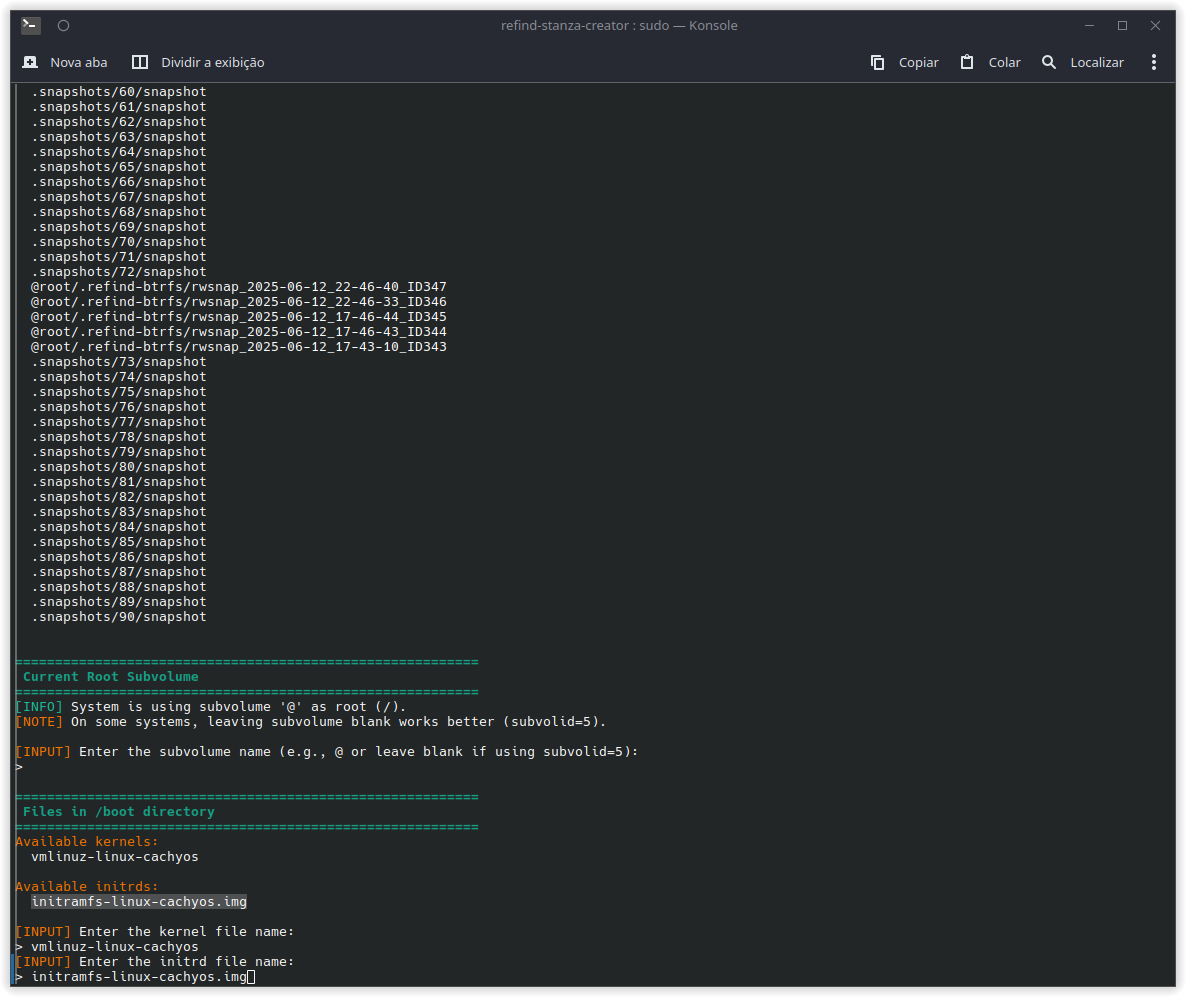 refind-stanza-creator : sudo — Konsole
Nova aba Dividir a exibição Copiar Colar Localizar
.snapshots/60/snapshot
.snapshots/61/snapshot
.snapshots/62/snapshot
.snapshots/63/snapshot
.snapshots/64/snapshot
.snapshots/65/snapshot
.snapshots/66/snapshot
.snapshots/67/snapshot
.snapshots/68/snapshot
.snapshots/69/snapshot
.snapshots/70/snapshot
.snapshots/71/snapshot
.snapshots/72/snapshot
@root/.refind-btrfs/rwsnap_2025-06-12_22-46-40_ID347
@root/.refind-btrfs/rwsnap_2025-06-12_22-46-33_ID346
@root/.refind-btrfs/rwsnap_2025-06-12_17-46-44_ID345
@root/.refind-btrfs/rwsnap_2025-06-12_17-46-43_ID344
@root/.refind-btrfs/rwsnap_2025-06-12_17-43-10_ID343
.snapshots/73/snapshot
.snapshots/74/snapshot
.snapshots/75/snapshot
.snapshots/76/snapshot
.snapshots/77/snapshot
.snapshots/78/snapshot
.snapshots/79/snapshot
.snapshots/80/snapshot
.snapshots/81/snapshot
.snapshots/82/snapshot
.snapshots/83/snapshot
.snapshots/84/snapshot
.snapshots/85/snapshot
.snapshots/86/snapshot
.snapshots/87/snapshot
.snapshots/88/snapshot
.snapshots/89/snapshot
.snapshots/90/snapshot
==========================================================
Current Root Subvolume
==========================================================
[INFO] System is using subvolume '@' as root (/).
[NOTE] On some systems, leaving subvolume blank works better (subvolid=5).
[INPUT] Enter the subvolume name (e.g., @ or leave blank if using subvolid=5):
>
==========================================================
Files in /boot directory
==========================================================
Available kernels:
vmlinuz-linux-cachyos
Available initrds:
initramfs-linux-cachyos.img
[INPUT] Enter the kernel file name:
> vmlinuz-linux-cachyos
[INPUT] Enter the initrd file name:
> initramfs-linux-cachyos.img